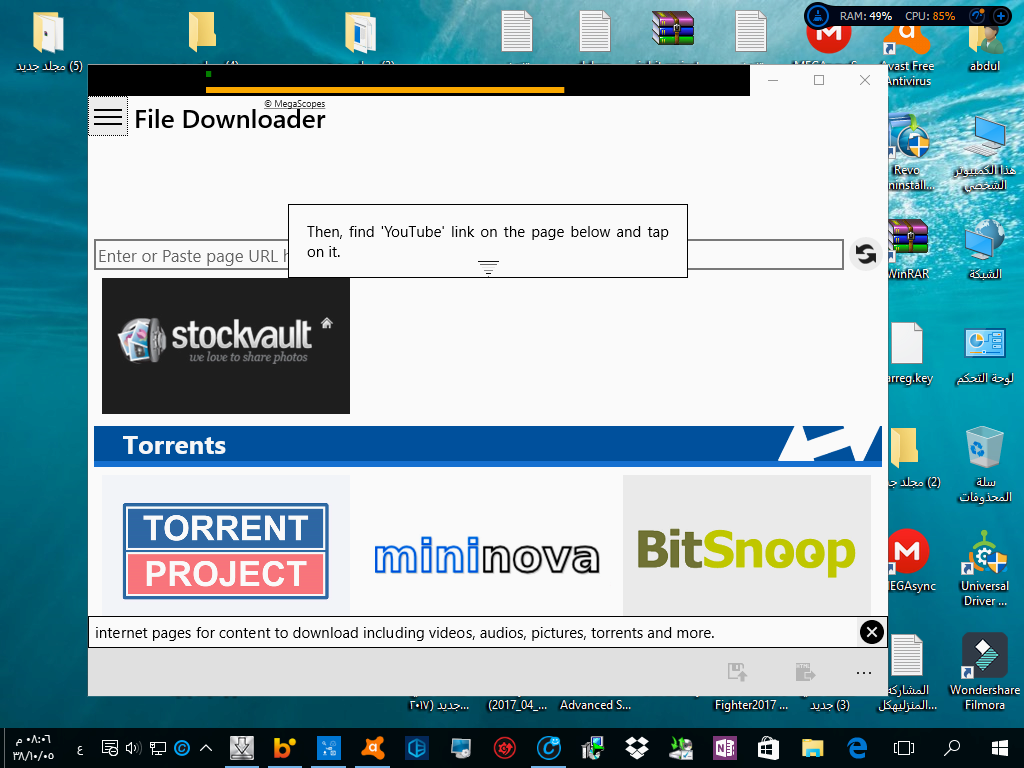 RAM: 49% CPU: 85%
مجلد جديد (5)
Avast Free
Antivirus
abdul
© MegaScopes
File Downloader
Then, find 'YouTube' link on the page below and tap
on it.
Enter or Paste page URL h
stockvault
we love to share photos
Torrents
TORRENT
PROJECT
mininova
BitSnoop
internet pages for content to download including videos, audios, pictures, torrents and more.
Revo
ninstall...
هذا الكمبيوتر
الشخصي
WinRAR
الشبكة
arreg.key
لوحة التحكم
(2) مجلد جد
سلة
المحذوفات
MEGAsync
Universal
Driver ...
المشاركة
المنزليهكل...
Wondershare
Filmora
جديد (٢٠١٧...
(2017_04_...
Advanced S...
Fighter2017 ...
جديد (3)
ع
٠٨:٠٦ م
٣٨/١٠/٠٥